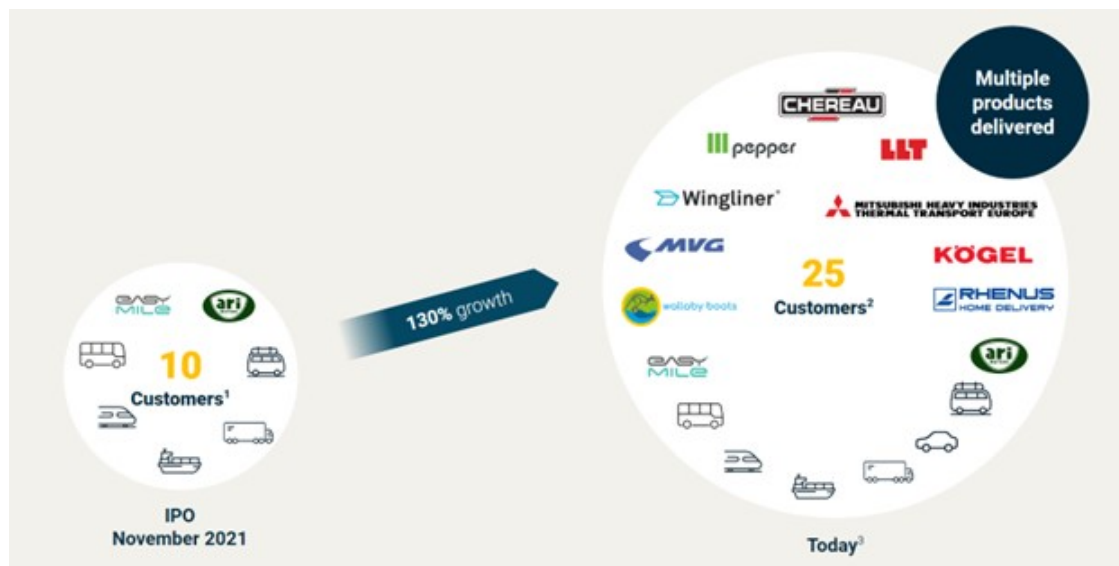 Multiple
products
delivered
CHEREAU
pepper
LLT
Wingliner
MITSUBISHI HEAVY INDUSTRIES
THERMAL TRANSPORT EUROPE
MVG
KÖGEL
25
Customers²
wallaby boats
RHENUS
HOME DELIVERY
EASY
MILE
ari
130% growth
EASY
MILE
ari
10
Customers¹
IPO
November 2021
Today³